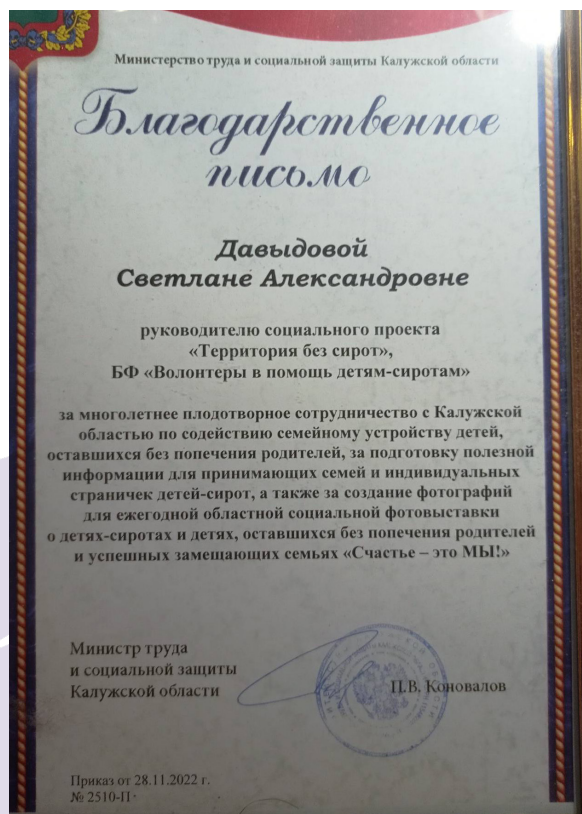 Министерство труда и социальной защиты Калужской области
Благодарственное
письмо
Давыдовой
Светлане Александровне
руководителю социального проекта
«Территория без сирот»,
БФ «Волонтеры в помощь детям-сиротам»
за многолетнее плодотворное сотрудничество с Калужской
областью по содействию семейному устройству детей,
оставшихся без попечения родителей, за подготовку полезной
информации для принимающих семей и индивидуальных
страничек детей-сирот, а также за создание фотографий
для ежегодной областной социальной фотовыставки
о детях-сиротах и детях, оставшихся без попечения родителей
и успешных замещающих семьях «Счастье – это МЫ!»
Министр труда
и социальной защиты
Калужской области
П.В. Коновалов
Приказ от 28.11.2022 г.
№ 2510-П